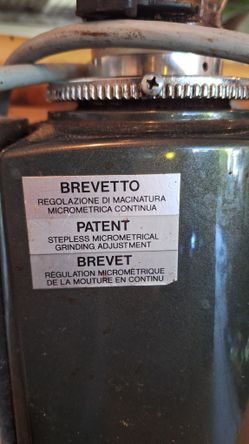 BREVETTO
REGOLAZIONE DI MACINATURA
MICROMETRICA CONTINUA
PATENT
STEPLESS MICROMETRICAL
GRINDING ADJUSTMENT
BREVET
RÉGULATION MICROMÉTRIQUE
DE LA MOUTURE EN CONTINU